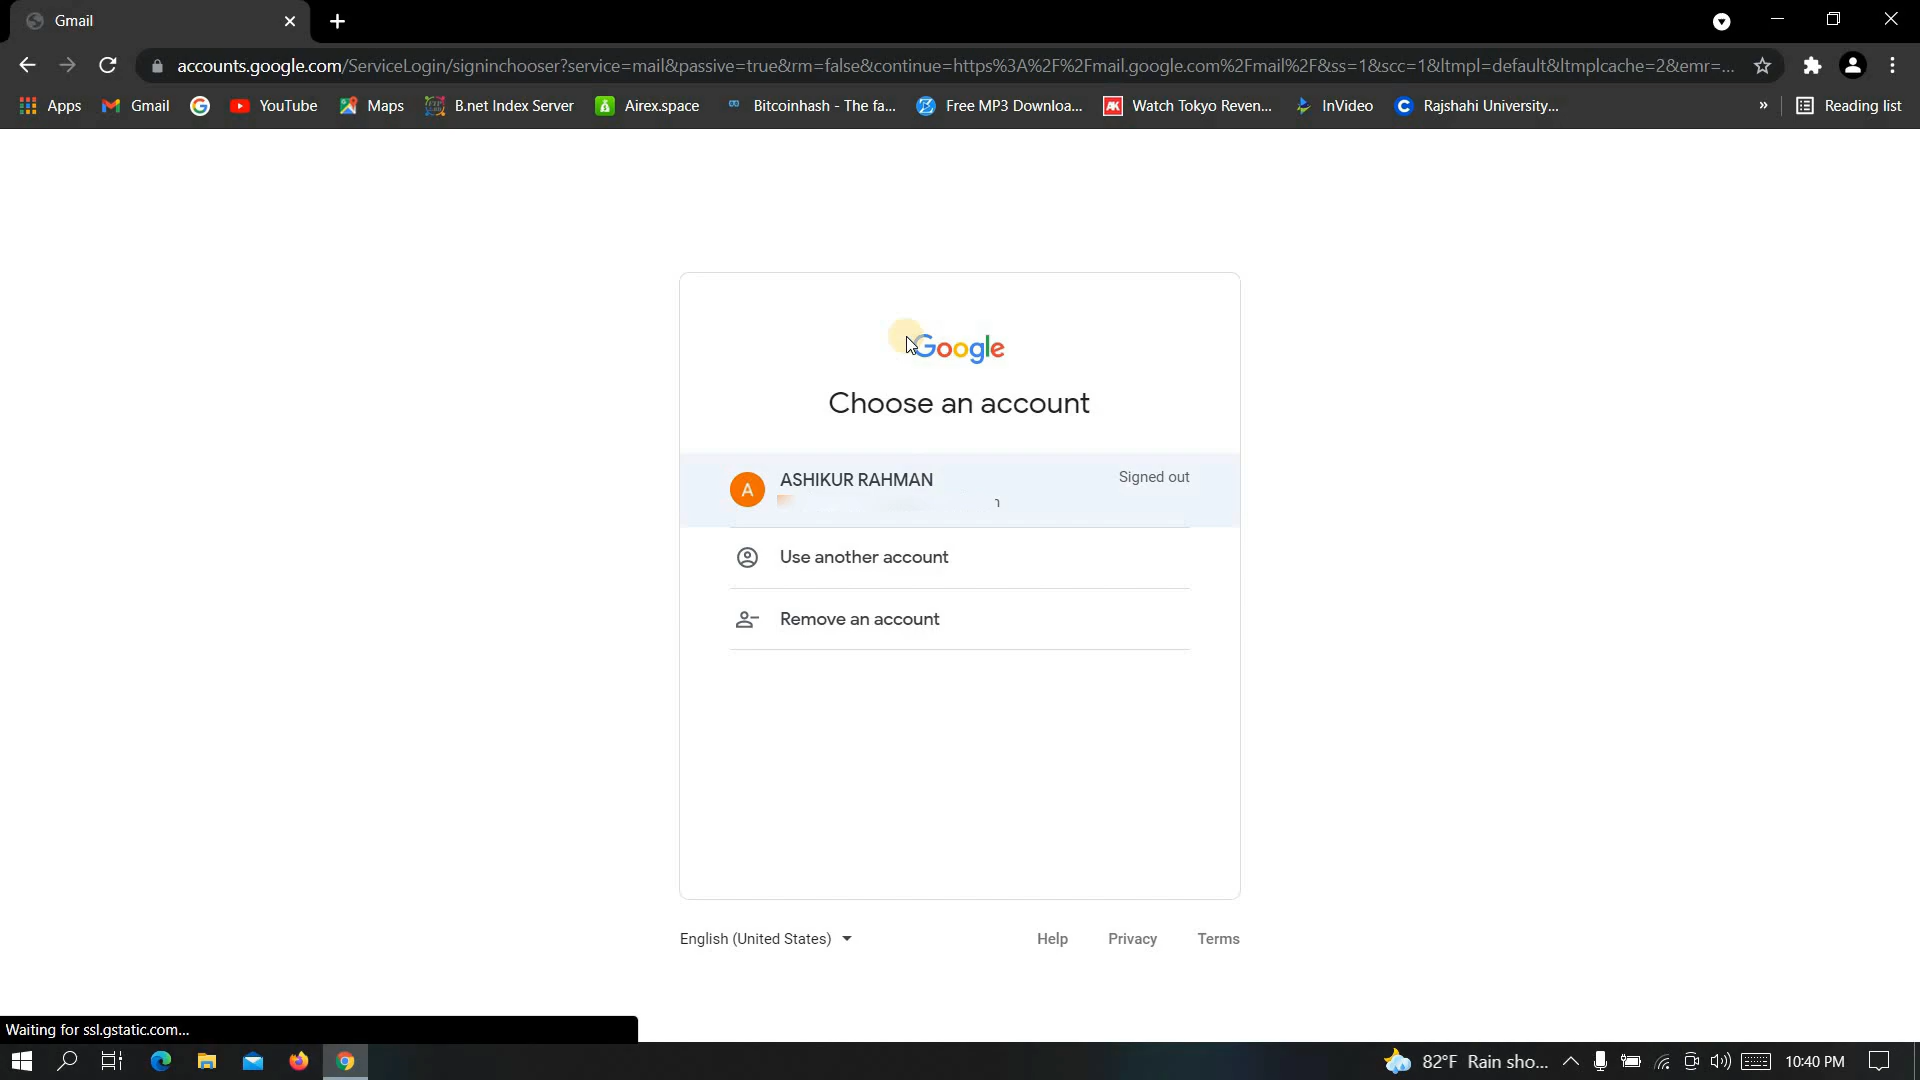 Gmail
accounts.google.com/ServiceLogin/signinchooser?service=mail&passive=true&rm=false&continue=https%3A%2F%2Fmail.google.com%2Fmail%2F&ss=1&scc=1&ltmpl=default&ltmplcache=2&emr=...
Apps Gmail YouTube Maps B.net Index Server Airex.space Bitcoinhash - The fa... Free MP3 Downloa... AK Watch Tokyo Reven... InVideo C Rajshahi University... » Reading list
Google
Choose an account
A ASHIKUR RAHMAN Signed out
Use another account
Remove an account
English (United States) Help Privacy Terms
Waiting for ssl.gstatic.com...
82°F Rain sho... 10:40 PM